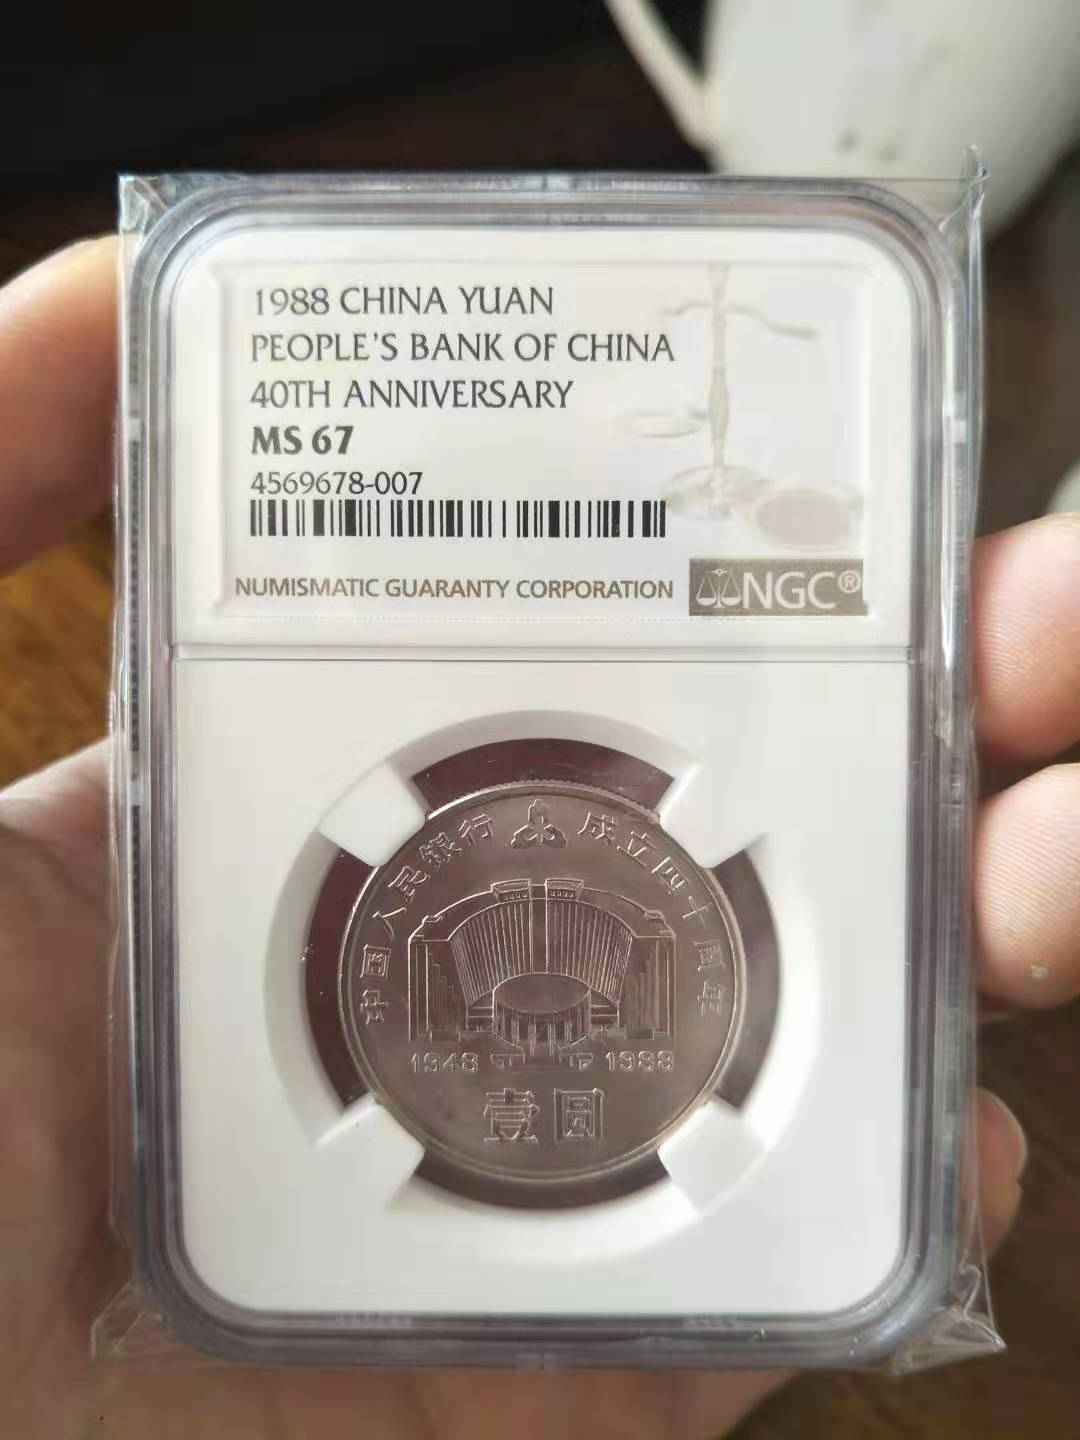 1988 CHINA YUAN
PEOPLE'S BANK OF CHINA
40TH ANNIVERSARY
MS 67
4569678-007
NUMISMATIC GUARANTY CORPORATION
NGC®
中国人民銀行 成立四十周年
1948 1988
壹圆